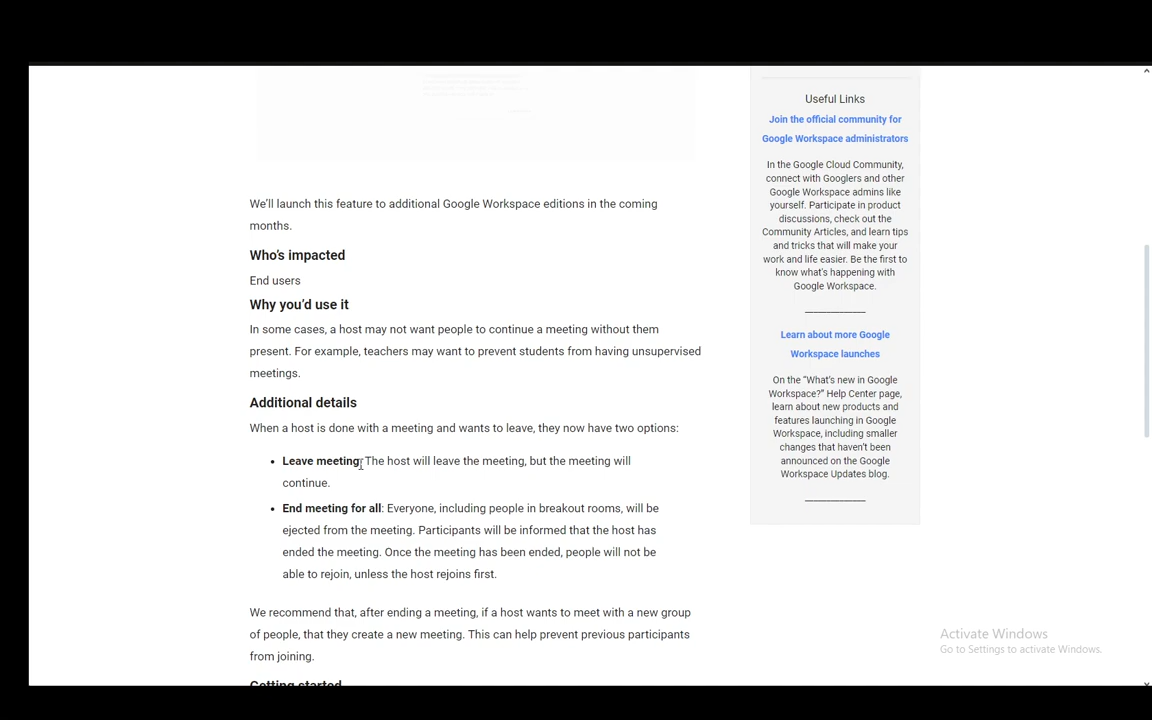 We'll launch this feature to additional Google Workspace editions in the coming
months.
Who's impacted
End users
Why you'd use it
In some cases, a host may not want people to continue a meeting without them
present. For example, teachers may want to prevent students from having unsupervised
meetings.
Additional details
When a host is done with a meeting and wants to leave, they now have two options:
• Leave meeting: The host will leave the meeting, but the meeting will
continue.
• End meeting for all: Everyone, including people in breakout rooms, will be
ejected from the meeting. Participants will be informed that the host has
ended the meeting. Once the meeting has been ended, people will not be
able to rejoin, unless the host rejoins first.
We recommend that, after ending a meeting, if a host wants to meet with a new group
of people, that they create a new meeting. This can help prevent previous participants
from joining.
Getting started
Useful Links
Join the official community for
Google Workspace administrators
In the Google Cloud Community,
connect with Googlers and other
Google Workspace admins like
yourself. Participate in product
discussions, check out the
Community Articles, and learn tips
and tricks that will make your
work and life easier. Be the first to
know what's happening with
Google Workspace.
Learn about more Google
Workspace launches
On the "What's new in Google
Workspace?" Help Center page,
learn about new products and
features launching in Google
Workspace, including smaller
changes that haven't been
announced on the Google
Workspace Updates blog.
Activate Windows
Go to Settings to activate Windows.